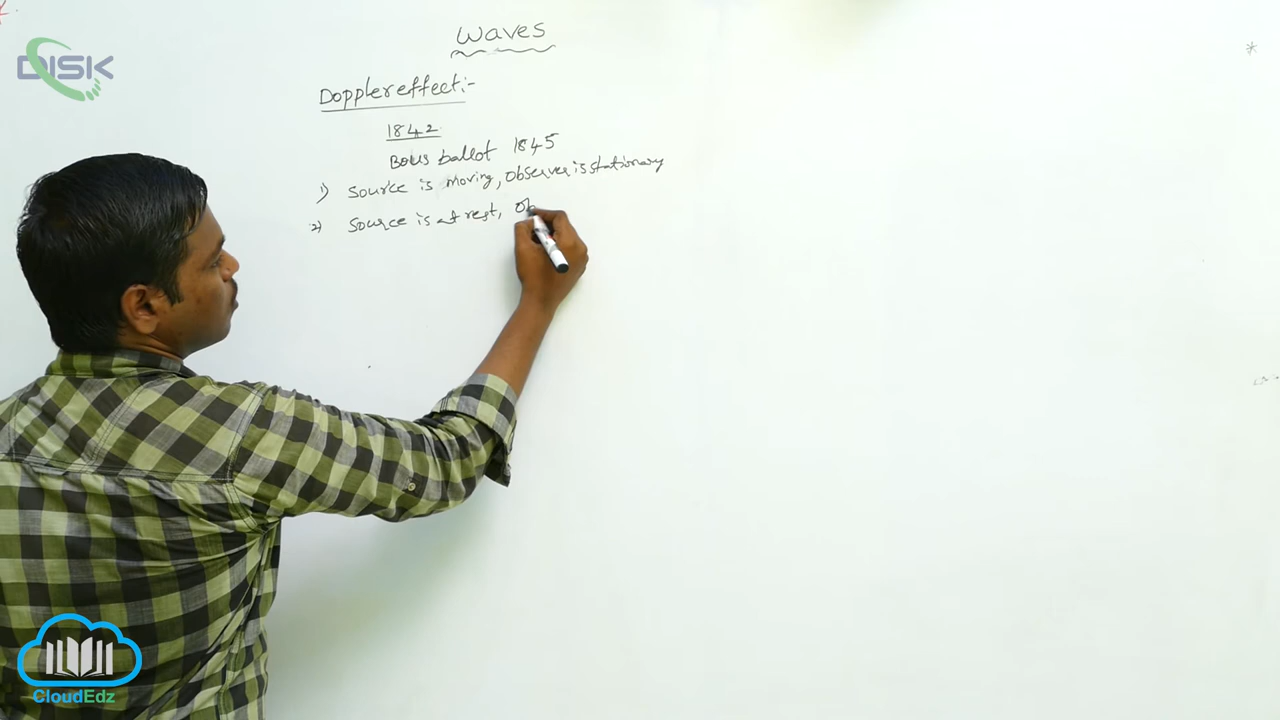 Waves
DISK
Doppler effect:-
1842
Bous ballot 1845
1) Source is moving, Observer is stationary
2) Source is at rest, Ob
CloudEdz